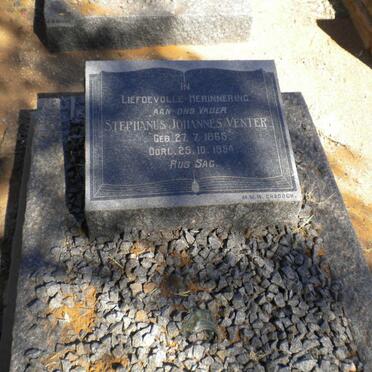 IN
LIEFDEVOLLE HERINNERING
AAN ONS VADER
STEPHANUS JOHANNES VENTER
GEB. 27. 7. 1865
OORL. 25. 10. 1954
RUS SAG.
M.M.W. CRADOCK.